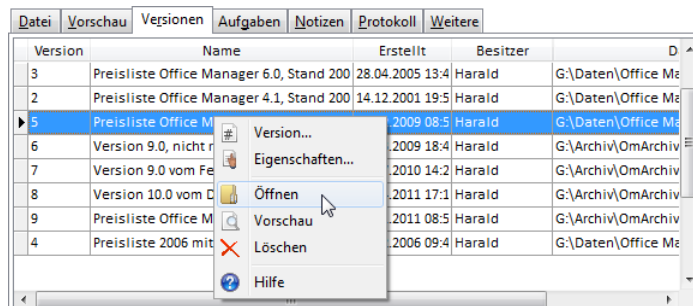 Datei Vorschau Versionen Aufgaben Notizen Protokoll Weitere
Version Name Erstellt Besitzer D
3 Preisliste Office Manager 6.0, Stand 200 28.04.2005 13:4 Harald G:\Daten\Office Ma
2 Preisliste Office Manager 4.1, Stand 200 14.12.2001 19:5 Harald G:\Daten\Office Ma
5 Preisliste Office M .2009 08:5 Harald G:\Daten\Office Ma
6 Version 9.0, nicht .2009 18:4 Harald G:\Archiv\OmArchiv
7 Version 9.0 vom Fe .2010 14:2 Harald G:\Archiv\OmArchiv
8 Version 10.0 vom D .2011 17:1 Harald G:\Archiv\OmArchiv
9 Preisliste Office M .2011 08:5 Harald G:\Archiv\OmArchiv
4 Preisliste 2006 mit .2006 09:4 Harald G:\Daten\Office Ma
# Version...
Eigenschaften...
Öffnen
Vorschau
Löschen
? Hilfe